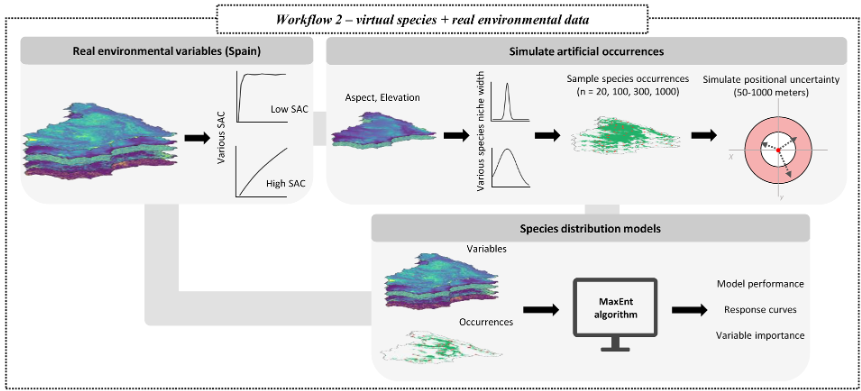 Workflow 2 – virtual species + real environmental data
Real environmental variables (Spain)
Various SAC
Low SAC
High SAC
Simulate artificial occurrences
Aspect, Elevation
Various species niche width
Sample species occurrences
(n = 20, 100, 300, 1000)
Simulate positional uncertainty
(50-1000 meters)
X
Y
Species distribution models
Variables
Occurrences
MaxEnt
algorithm
Model performance
Response curves
Variable importance